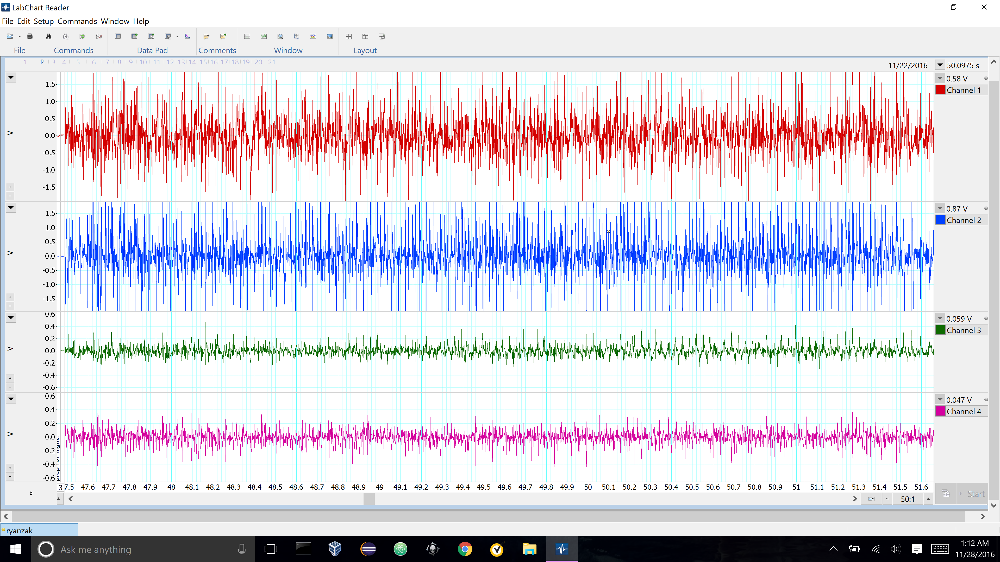 LabChart Reader
File Edit Setup Commands Window Help
File Commands Data Pad Comments Window Layout
1 2 3 4 5 6 7 8 9 10 11 12 13 14 15 16 17 18 19 20 21
11/22/2016 50.0975 s
0.58 V
Channel 1
1.5
1.0
0.5
0.0
-0.5
-1.0
-1.5
V
+
-
0.87 V
Channel 2
1.5
1.0
0.5
0.0
-0.5
-1.0
-1.5
V
+
-
0.059 V
Channel 3
0.6
0.4
0.2
0.0
-0.2
-0.4
-0.6
V
+
-
0.047 V
Channel 4
0.6
0.4
0.2
0.0
-0.2
-0.4
-0.6
V
+
-
3 7.5 47.6 47.7 47.8 47.9 48 48.1 48.2 48.3 48.4 48.5 48.6 48.7 48.8 48.9 49 49.1 49.2 49.3 49.4 49.5 49.6 49.7 49.8 49.9 50 50.1 50.2 50.3 50.4 50.5 50.6 50.7 50.8 50.9 51 51.1 51.2 51.3 51.4 51.5 51.6
50:1
Start
ryanzak
Ask me anything
1:12 AM
11/28/2016